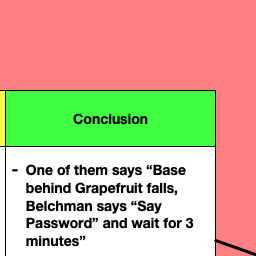 Conclusion
- One of them says “Base
behind Grapefruit falls,
Belchman says “Say
Password” and wait for 3
minutes”